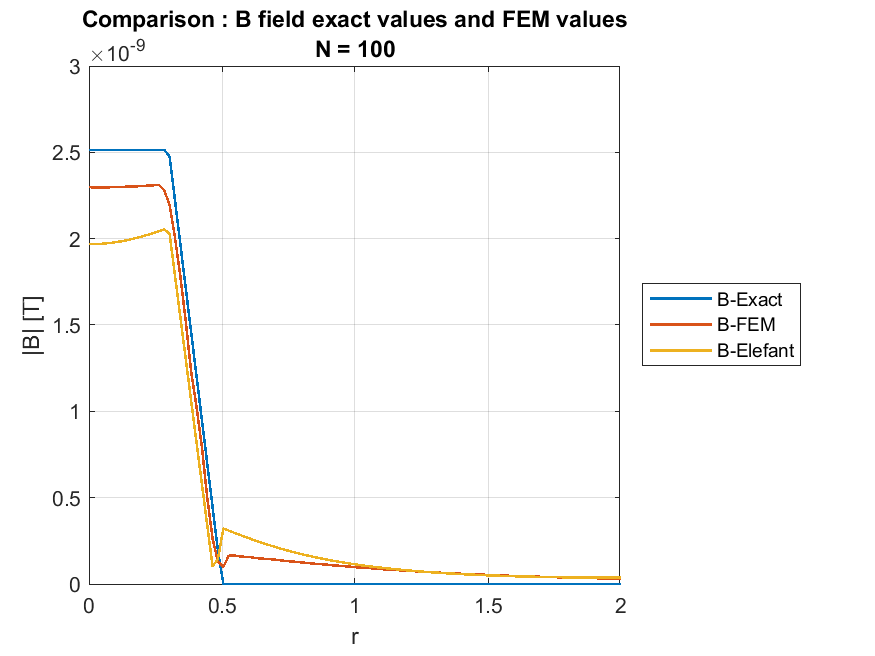 Comparison : B field exact values and FEM values
N = 100
×10-9
3
2.5
2
1.5
1
0.5
0
|B| [T]
0 0.5 1 1.5 2
r
B-Exact
B-FEM
B-Elefant